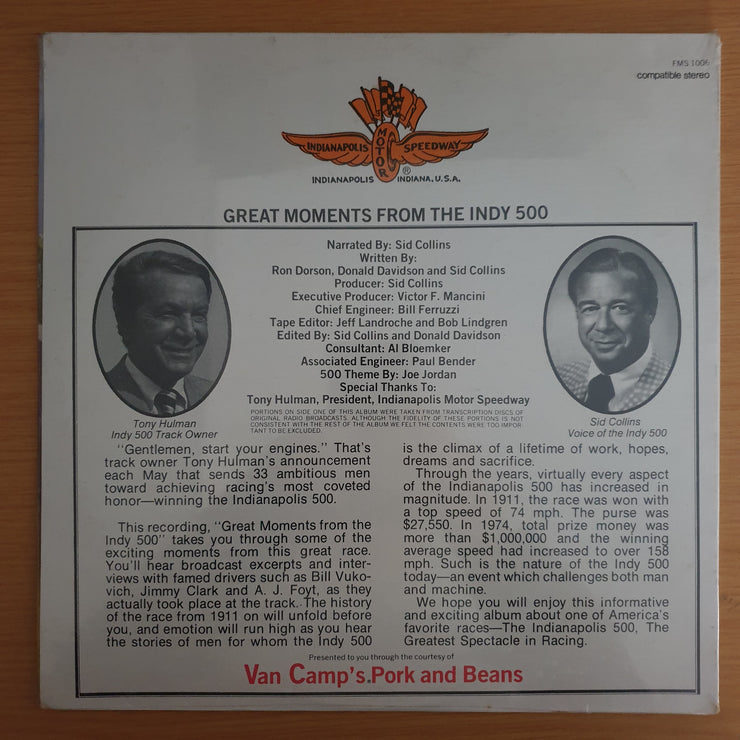 FMS 1006
compatible stereo
INDIANAPOLIS MOTOR SPEEDWAY
INDIANAPOLIS INDIANA, U.S.A.
®
GREAT MOMENTS FROM THE INDY 500
Narrated By: Sid Collins
Written By:
Ron Dorson, Donald Davidson and Sid Collins
Producer: Sid Collins
Executive Producer: Victor F. Mancini
Chief Engineer: Bill Ferruzzi
Tape Editor: Jeff Landroche and Bob Lindgren
Edited By: Sid Collins and Donald Davidson
Consultant: Al Bloemker
Associated Engineer: Paul Bender
500 Theme By: Joe Jordan
Special Thanks To:
Tony Hulman, President, Indianapolis Motor Speedway
PORTIONS ON SIDE ONE OF THIS ALBUM WERE TAKEN FROM TRANSCRIPTION DISCS OF
ORIGINAL RADIO BROADCASTS. ALTHOUGH THE FIDELITY OF THESE PORTIONS IS NOT
CONSISTENT WITH THE REST OF THE ALBUM WE FELT THE CONTENTS WERE TOO IMPOR
TANT TO BE EXCLUDED.
Tony Hulman
Indy 500 Track Owner
Sid Collins
Voice of the Indy 500
"Gentlemen, start your engines." That's
track owner Tony Hulman's announcement
each May that sends 33 ambitious men
toward achieving racing's most coveted
honor—winning the Indianapolis 500.
This recording, "Great Moments from the
Indy 500" takes you through some of the
exciting moments from this great race.
You'll hear broadcast excerpts and inter-
views with famed drivers such as Bill Vuko-
vich, Jimmy Clark and A. J. Foyt, as they
actually took place at the track. The history
of the race from 1911 on will unfold before
you, and emotion will run high as you hear
the stories of men for whom the Indy 500
is the climax of a lifetime of work, hopes,
dreams and sacrifice.
Through the years, virtually every aspect
of the Indianapolis 500 has increased in
magnitude. In 1911, the race was won with
a top speed of 74 mph. The purse was
$27,550. In 1974, total prize money was
more than $1,000,000 and the winning
average speed had increased to over 158
mph. Such is the nature of the Indy 500
today—an event which challenges both man
and machine.
We hope you will enjoy this informative
and exciting album about one of America's
favorite races—The Indianapolis 500, The
Greatest Spectacle in Racing.
Presented to you through the courtesy of
Van Camp's Pork and Beans